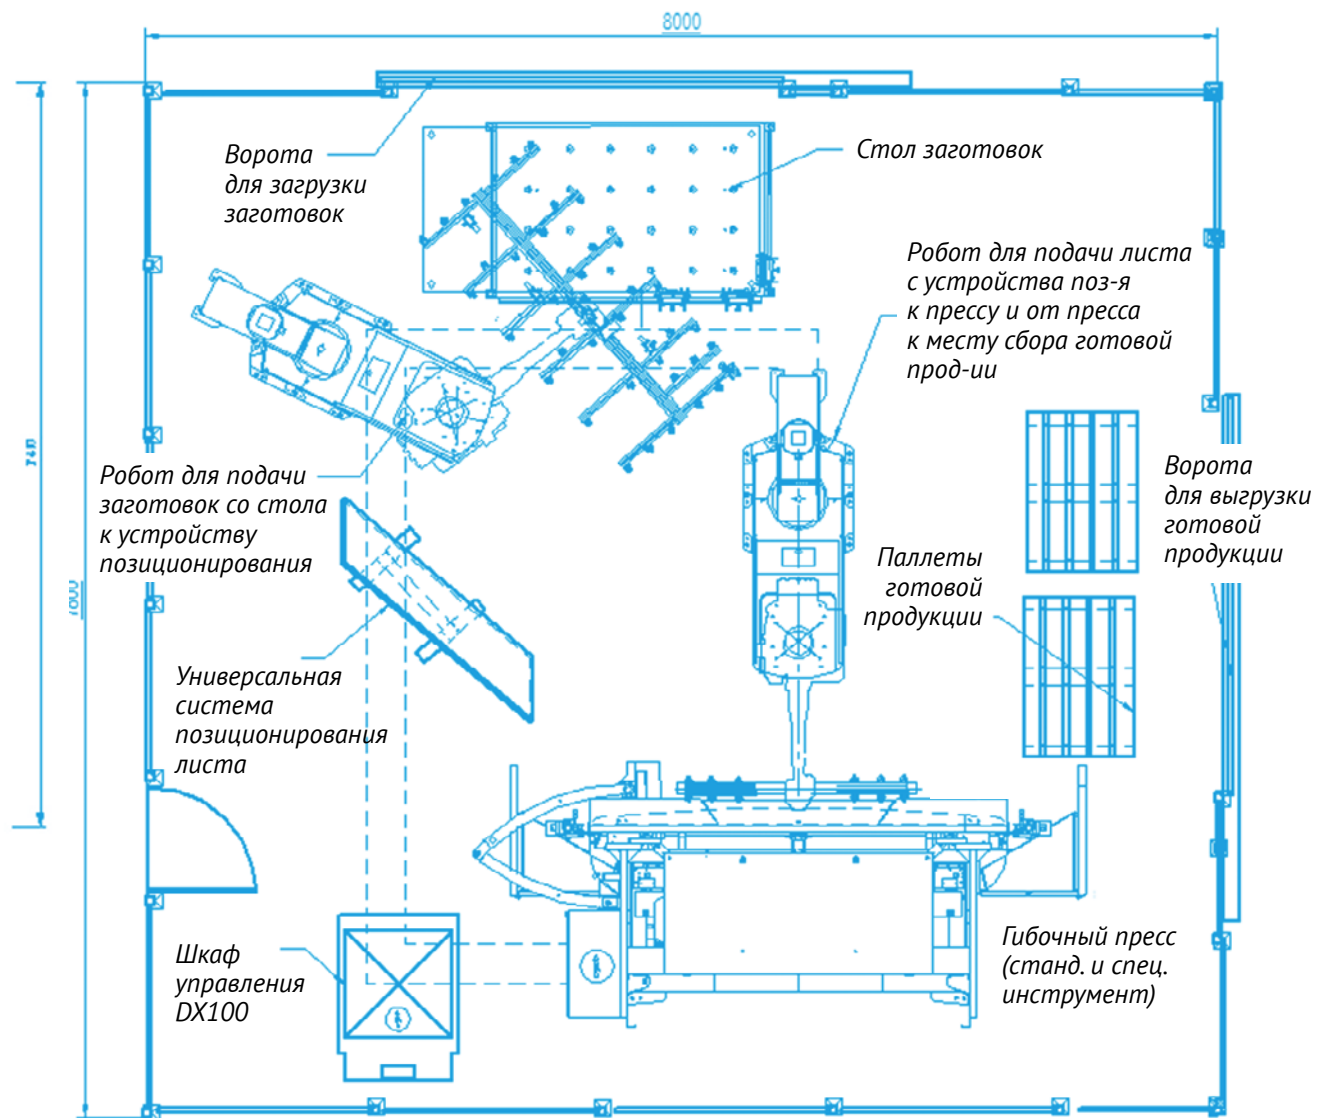 8000
Ворота
для загрузки
заготовок
Стол заготовок
Робот для подачи листа
с устройства поз-я
к прессу и от пресса
к месту сбора готовой
прод-ии
Робот для подачи
заготовок со стола
к устройству
позиционирования
Ворота
для выгрузки
готовой
продукции
Паллеты
готовой
продукции
Универсальная
система
позиционирования
листа
Шкаф
управления
DX100
Гибочный пресс
(станд. и спец.
инструмент)